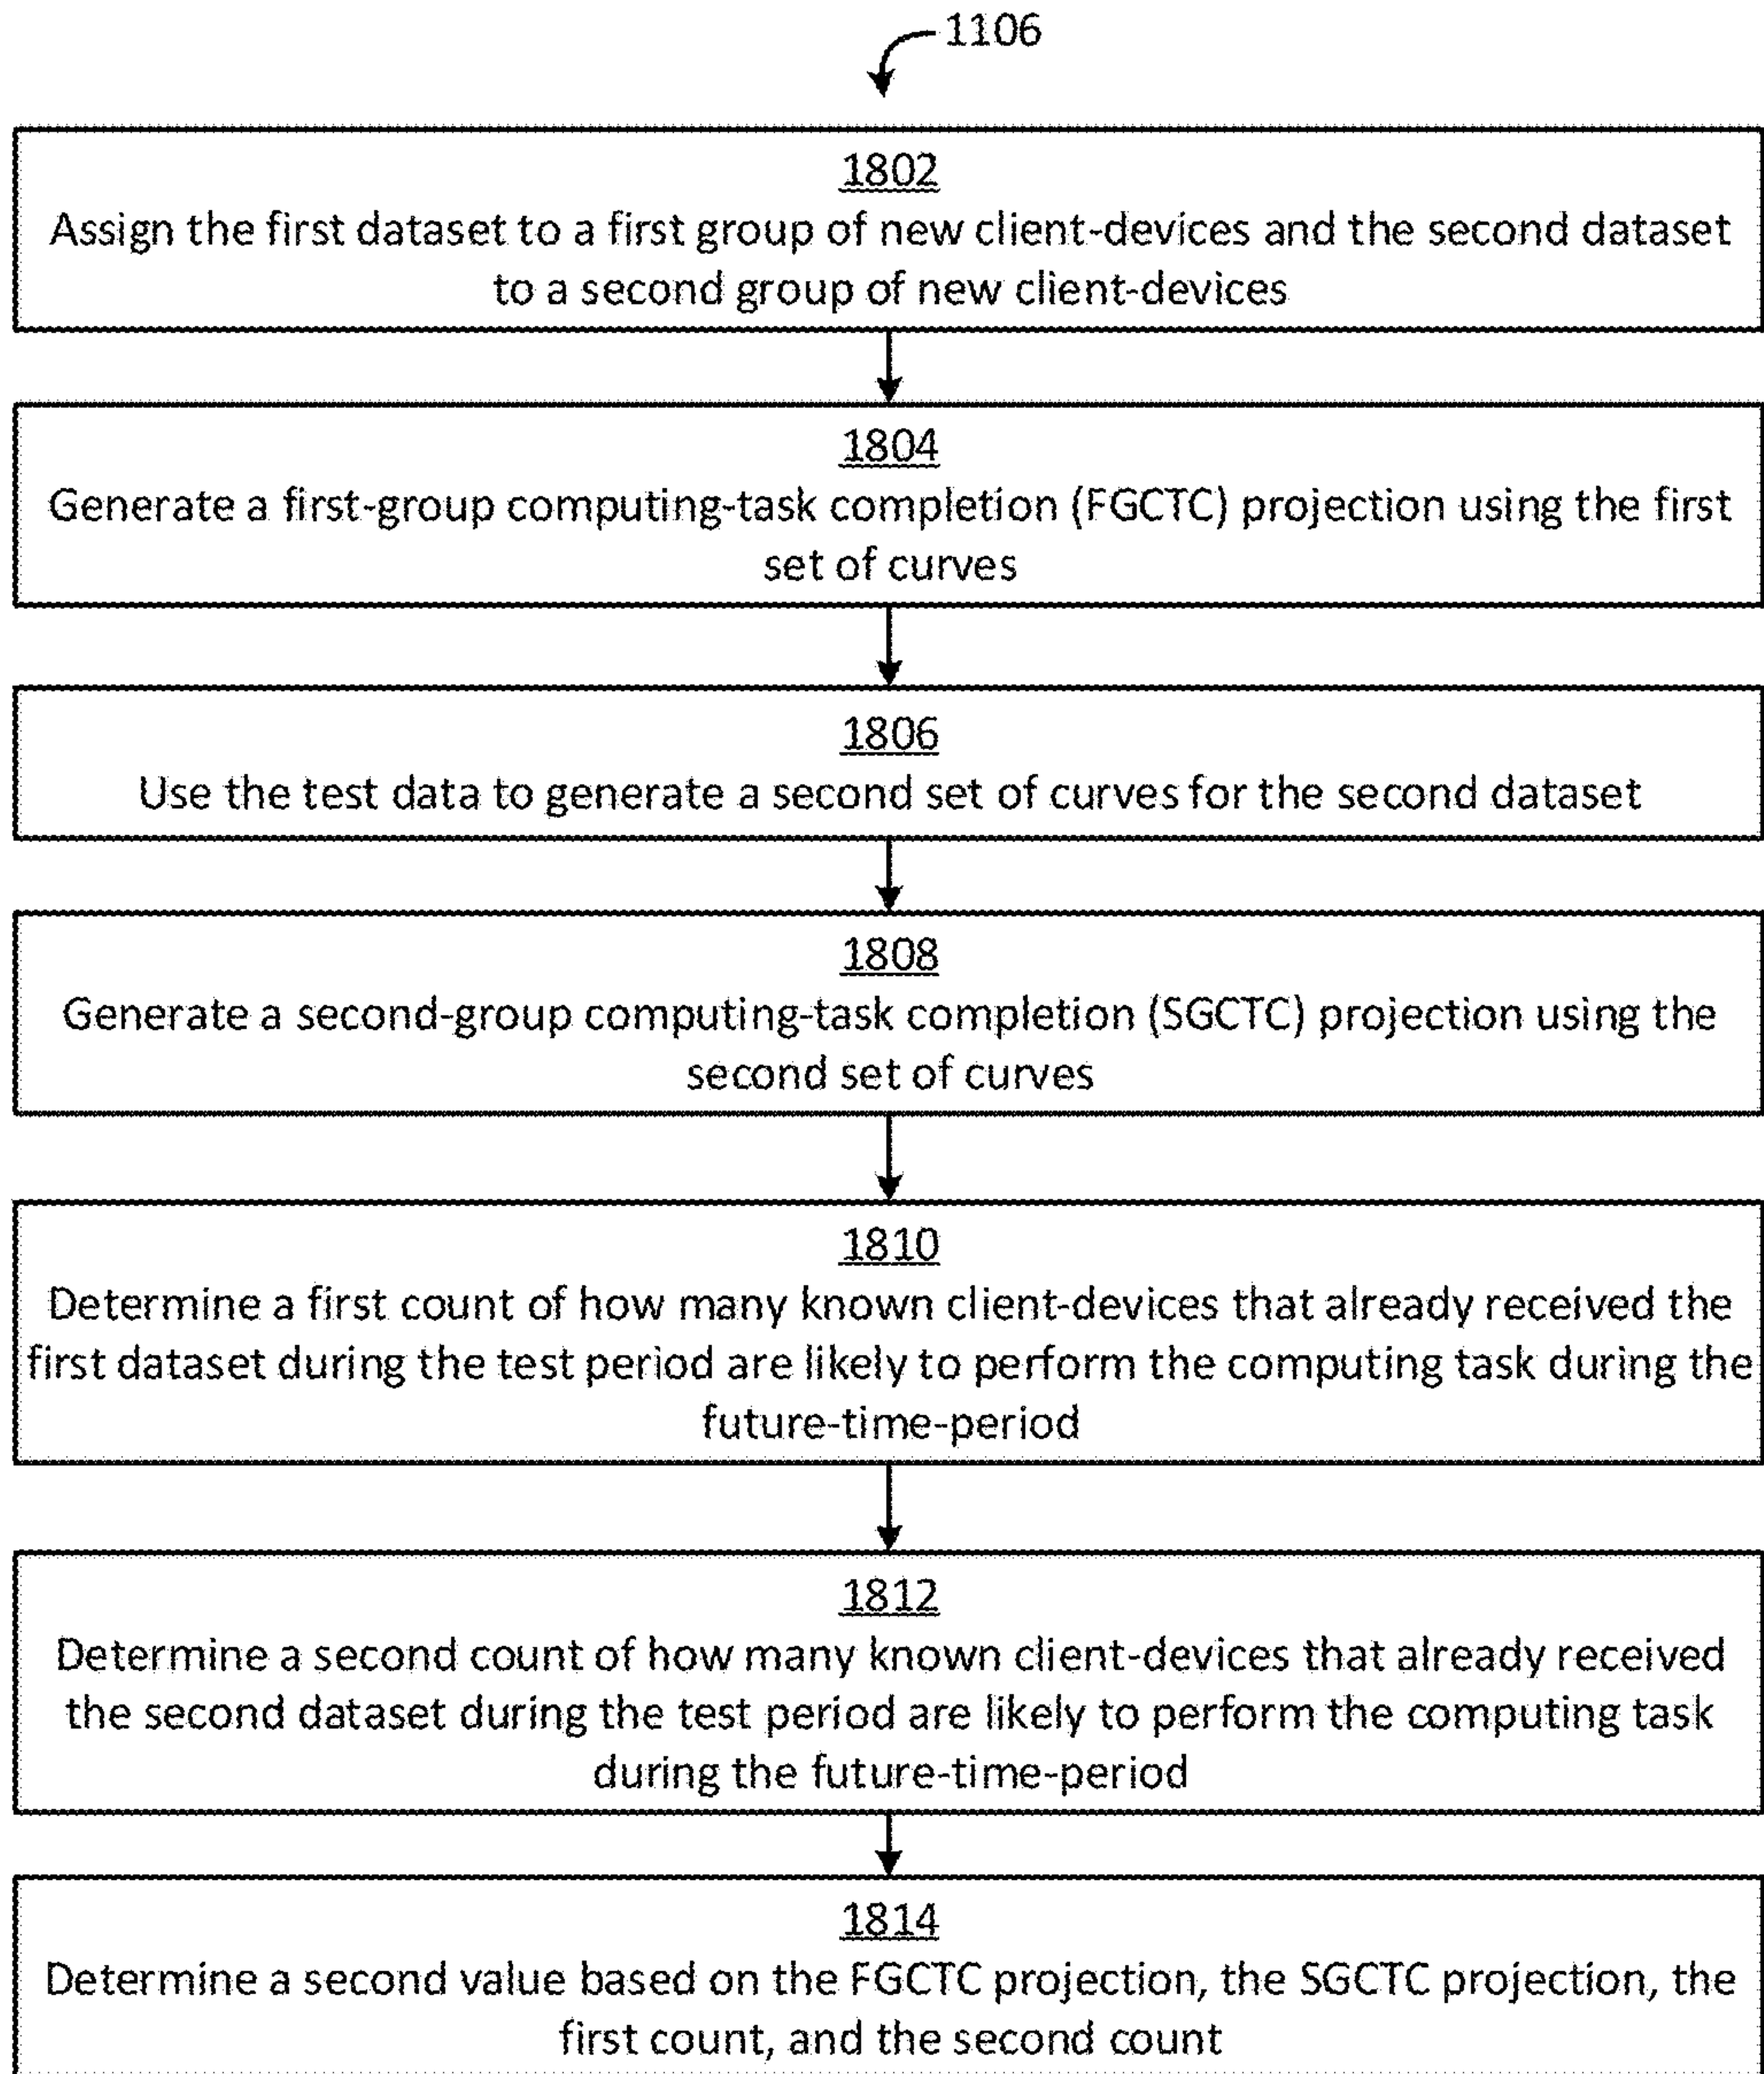 1106
1802
Assign the first dataset to a first group of new client-devices and the second dataset
to a second group of new client-devices
1804
Generate a first-group computing-task completion (FGCTC) projection using the first
set of curves
1806
Use the test data to generate a second set of curves for the second dataset
1808
Generate a second-group computing-task completion (SGCTC) projection using the
second set of curves
1810
Determine a first count of how many known client-devices that already received the
first dataset during the test period are likely to perform the computing task during the
future-time-period
1812
Determine a second count of how many known client-devices that already received
the second dataset during the test period are likely to perform the computing task
during the future-time-period
1814
Determine a second value based on the FGCTC projection, the SGCTC projection, the
first count, and the second count